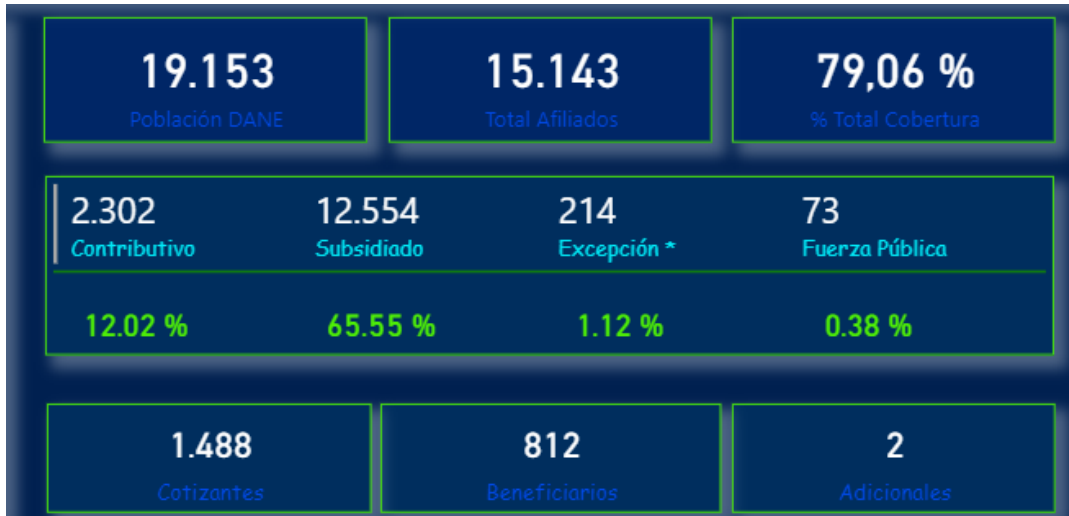 19.153 15.143 79,06 %
Población DANE Total Afiliados % Total Cobertura
2.302 12.554 214 73
Contributivo Subsidiado Excepción * Fuerza Pública
12.02 % 65.55 % 1.12 % 0.38 %
1.488 812 2
Cotizantes Beneficiarios Adicionales